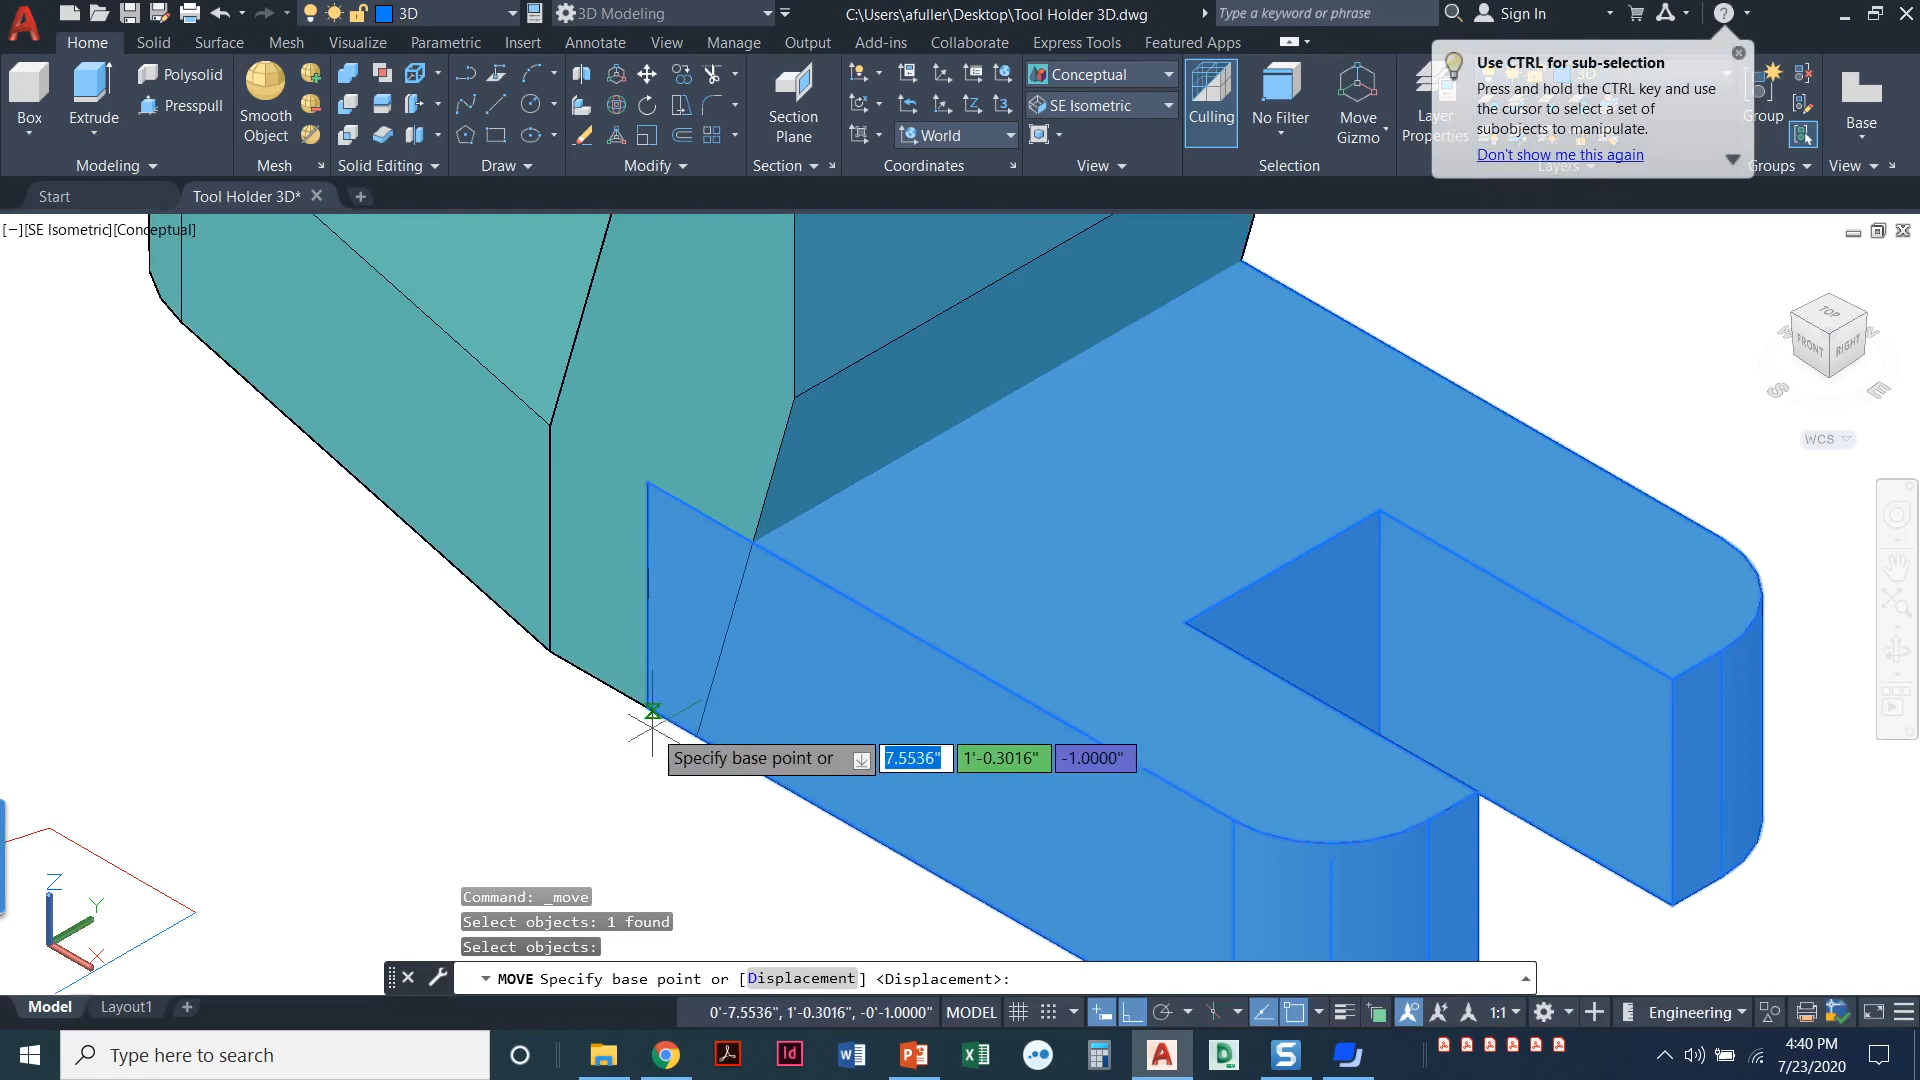 3D
3D Modeling
C:\Users\afuller\Desktop\Tool Holder 3D.dwg
Type a keyword or phrase
Sign In
Home
Solid
Surface
Mesh
Visualize
Parametric
Insert
Annotate
View
Manage
Output
Add-ins
Collaborate
Express Tools
Featured Apps
Use CTRL for sub-selection
Press and hold the CTRL key and use
the cursor to select a set of
subobjects to manipulate.
Don't show me this again
Box
Extrude
Polysolid
Presspull
Smooth
Object
Section
Plane
World
Conceptual
SE Isometric
Culling
No Filter
Move
Gizmo
Layer
Properties
Group
Base
Modeling
Mesh
Solid Editing
Draw
Modify
Section
Coordinates
View
Selection
Layers
Groups
View
Start
Tool Holder 3D*
[−][SE Isometric][Conceptual]
TOP
FRONT
RIGHT
S
E
WCS
Specify base point or
7.5536"
1'-0.3016"
-1.0000"
Z
Y
X
Command: _move
Select objects: 1 found
Select objects:
MOVE Specify base point or [Displacement] <Displacement>:
Model
Layout1
0'-7.5536", 1'-0.3016", -0'-1.0000"
MODEL
1:1
Engineering
Type here to search
4:40 PM
7/23/2020